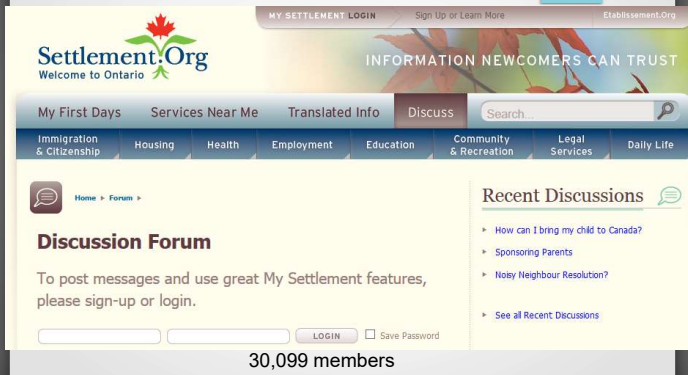 MY SETTLEMENT LOGIN
Sign Up or Learn More
Etablissement.Org
Settlement.Org
Welcome to Ontario
INFORMATION NEWCOMERS CAN TRUST
My First Days
Services Near Me
Translated Info
Discuss
Search...
Immigration
& Citizenship
Housing
Health
Employment
Education
Community
& Recreation
Legal
Services
Daily Life
Home
Forum
Discussion Forum
To post messages and use great My Settlement features,
please sign-up or login.
LOGIN
Save Password
Recent Discussions
How can I bring my child to Canada?
Sponsoring Parents
Noisy Neighbour Resolution?
See all Recent Discussions
30,099 members